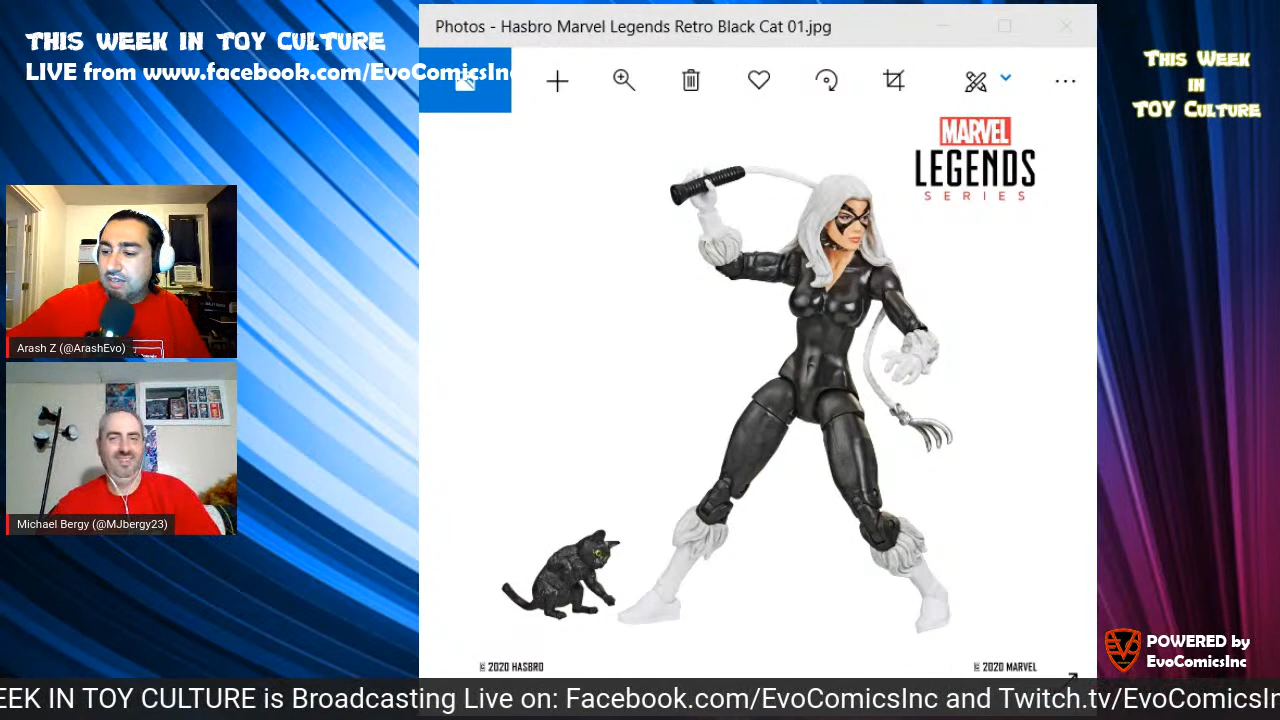 THIS WEEK IN TOY CULTURE
LIVE from www.facebook.com/EvoComicsInc
Photos - Hasbro Marvel Legends Retro Black Cat 01.jpg
This Week
in
TOY Culture
MARVEL
LEGENDS
SERIES
Arash Z (@ArashEvo)
Michael Bergy (@MJbergy23)
© 2020 HASBRO
© 2020 MARVEL
EVO
POWERED by
EvoComicsInc
EEK IN TOY CULTURE is Broadcasting Live on: Facebook.com/EvoComicsInc and Twitch.tv/EvoComicsIn